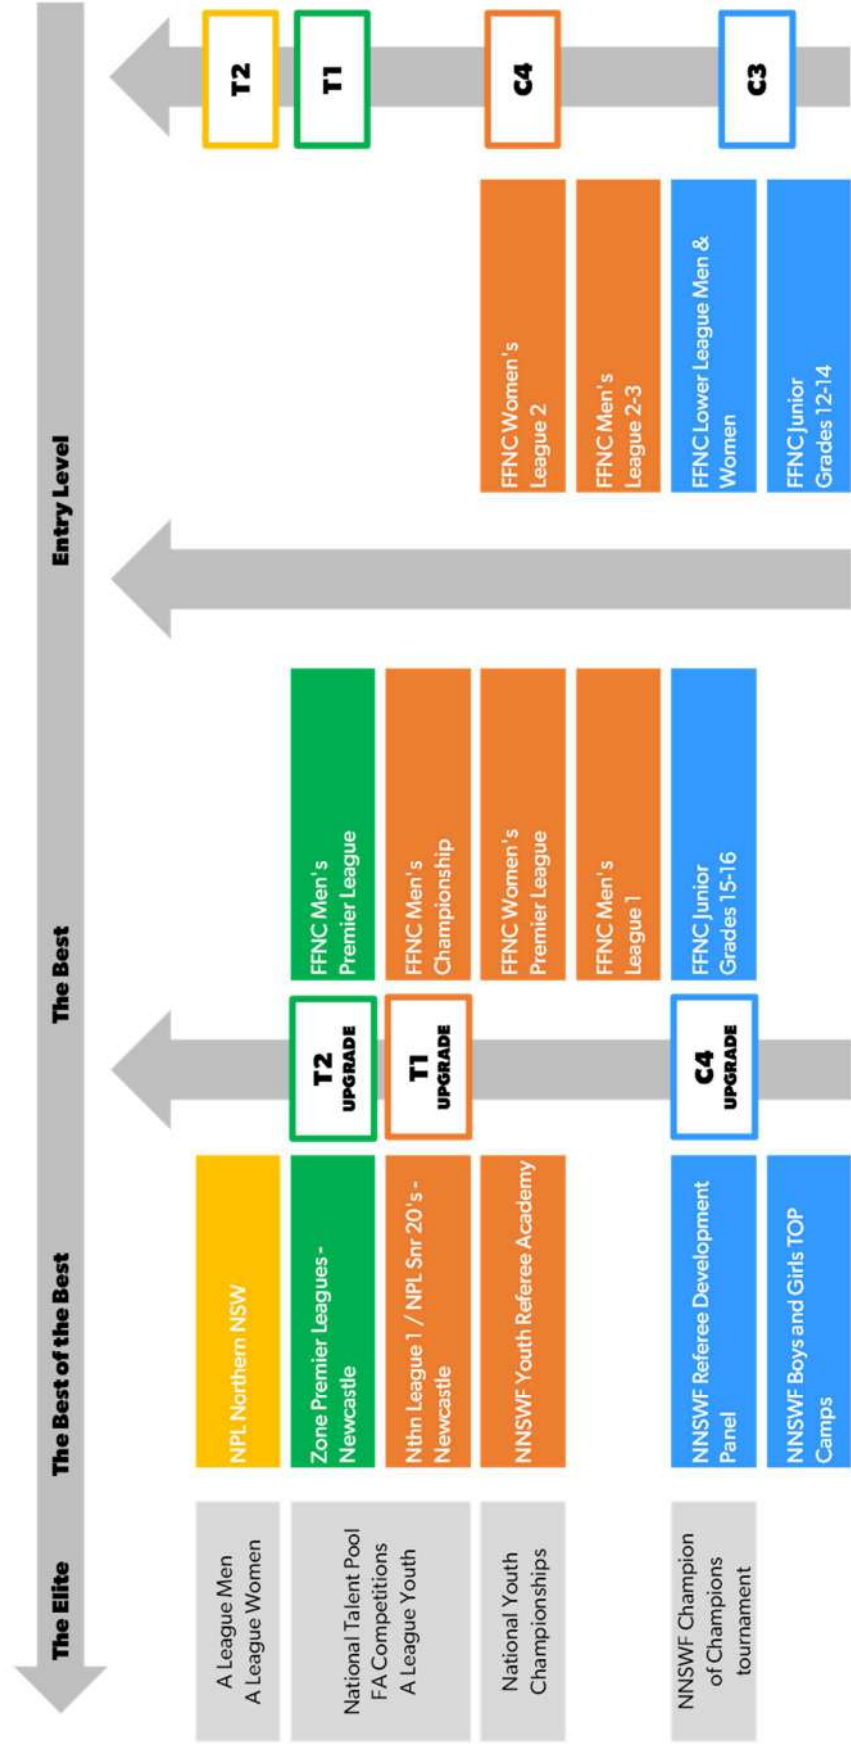 The Elite
The Best of the Best
The Best
Entry Level
A League Men
A League Women
National Talent Pool
FA Competitions
A League Youth
National Youth
Championships
NNSWF Champion
of Champions
tournament
NPL Northern NSW
Zone Premier Leagues -
Newcastle
Nthn League 1 / NPL Snr 20's -
Newcastle
NNSWF Youth Referee Academy
NNSWF Referee Development
Panel
NNSWF Boys and Girls TOP
Camps
T2
UPGRADE
T1
UPGRADE
C4
UPGRADE
FFNC Men's
Premier League
FFNC Men's
Championship
FFNC Women's
Premier League
FFNC Men's
League 1
FFNC Junior
Grades 15-16
FFNC Women's
League 2
FFNC Men's
League 2-3
FFNC Lower League Men &
Women
FFNC Junior
Grades 12-14
T2
T1
C4
C3